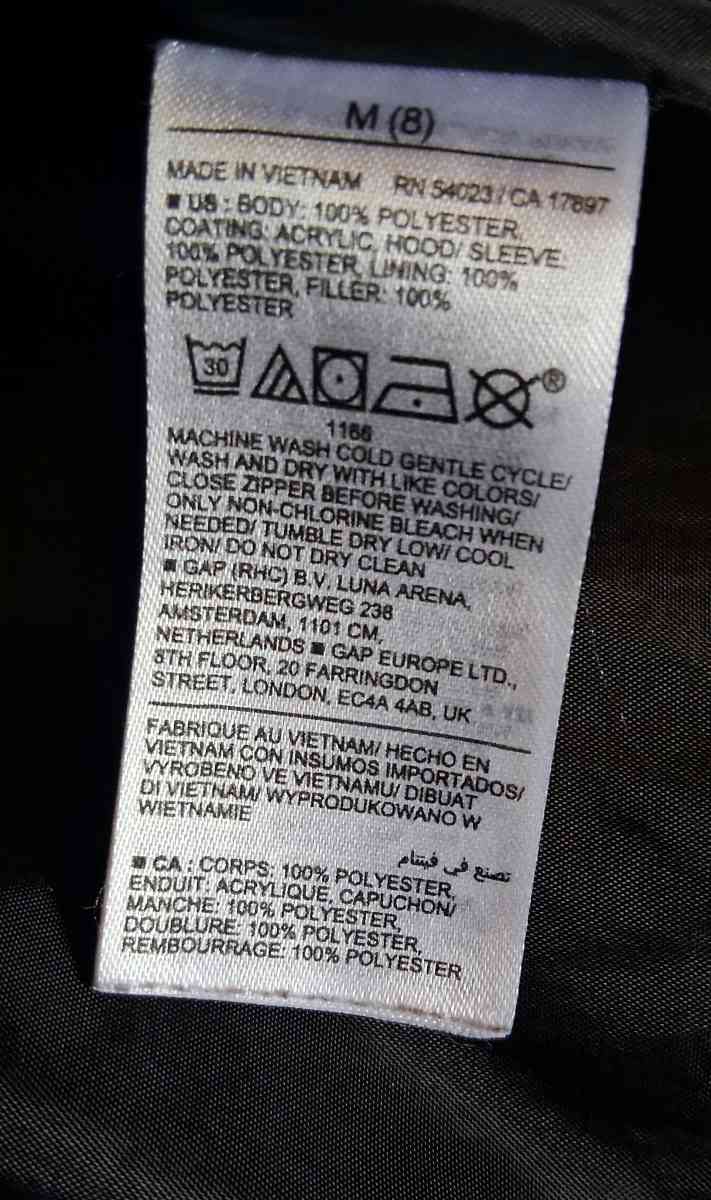 M (8)
MADE IN VIETNAM RN 54023 / CA 17897
■ US : BODY: 100% POLYESTER,
COATING: ACRYLIC, HOOD/ SLEEVE:
100% POLYESTER, LINING: 100%
POLYESTER, FILLER: 100%
POLYESTER
30
®
1166
MACHINE WASH COLD GENTLE CYCLE/
WASH AND DRY WITH LIKE COLORS/
CLOSE ZIPPER BEFORE WASHING/
ONLY NON-CHLORINE BLEACH WHEN
NEEDED/ TUMBLE DRY LOW/ COOL
IRON/ DO NOT DRY CLEAN
■ GAP (RHC) B.V. LUNA ARENA,
HERIKERBERGWEG 238
AMSTERDAM, 1101 CM,
NETHERLANDS ■ GAP EUROPE LTD.,
8TH FLOOR, 20 FARRINGDON
STREET, LONDON, EC4A 4AB, UK
FABRIQUE AU VIETNAM/ HECHO EN
VIETNAM CON INSUMOS IMPORTADOS/
VYROBENO VE VIETNAMU/ DIBUAT
DI VIETNAM/ WYPRODUKOWANO W
WIETNAMIE
تصنع في فيتنام
■ CA : CORPS: 100% POLYESTER,
ENDUIT: ACRYLIQUE, CAPUCHON/
MANCHE: 100% POLYESTER,
DOUBLURE: 100% POLYESTER,
REMBOURRAGE: 100% POLYESTER